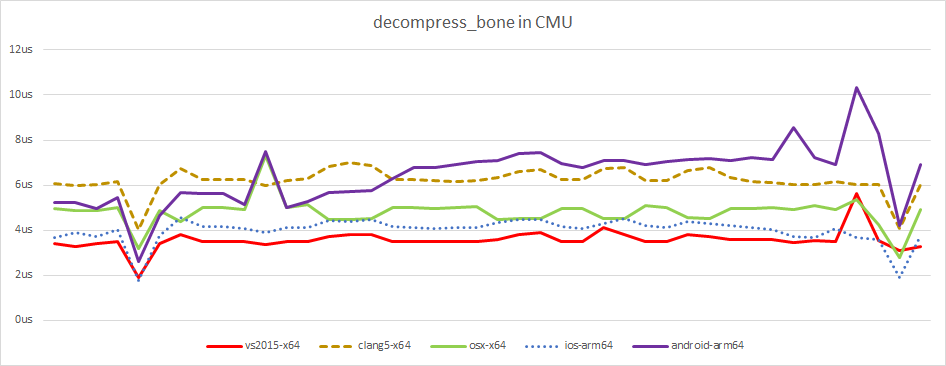 decompress_bone in CMU
12us
10us
8us
6us
4us
2us
0us
vs2015-x64 clang5-x64 osx-x64 ios-arm64 android-arm64